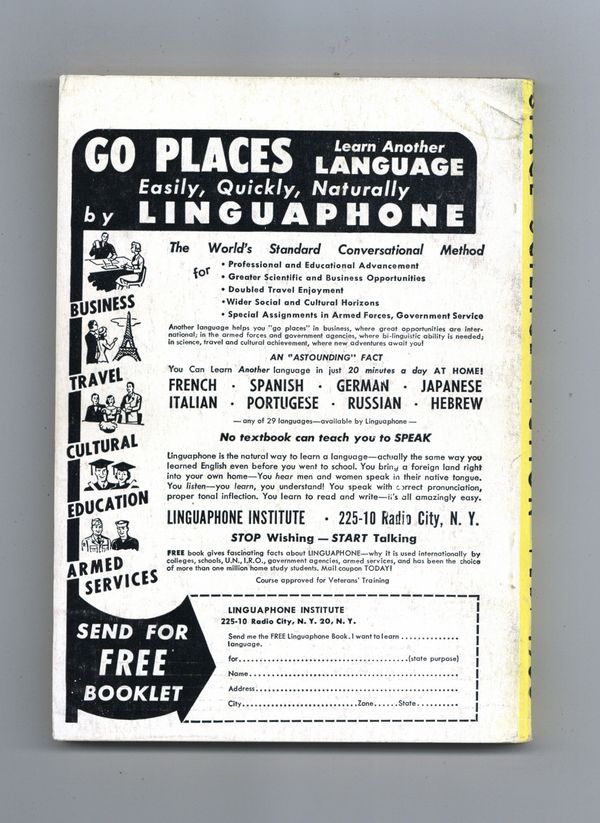 GO PLACES Learn Another LANGUAGE
Easily, Quickly, Naturally
by LINGUAPHONE
The World's Standard Conversational Method
for
• Professional and Educational Advancement
• Greater Scientific and Business Opportunities
• Doubled Travel Enjoyment
• Wider Social and Cultural Horizons
• Special Assignments in Armed Forces, Government Service
BUSINESS
TRAVEL
CULTURAL
EDUCATION
ARMED SERVICES
Another language helps you "go places" in business, where great opportunities are inter-
national; in the armed forces and government agencies, where bi-linguistic ability is needed;
in science, travel and cultural achievement, where new adventures await you!
AN "ASTOUNDING" FACT
You Can Learn Another language in just 20 minutes a day AT HOME!
FRENCH · SPANISH · GERMAN · JAPANESE
ITALIAN · PORTUGESE · RUSSIAN · HEBREW
— any of 29 languages—available by Linguaphone —
No textbook can teach you to SPEAK
Linguaphone is the natural way to learn a language—actually the same way you
learned English even before you went to school. You bring a foreign land right
into your own home—You hear men and women speak in their native tongue.
You listen—you learn, you understand! You speak with correct pronunciation,
proper tonal inflection. You learn to read and write—it's all amazingly easy.
LINGUAPHONE INSTITUTE · 225-10 Radio City, N. Y.
STOP Wishing — START Talking
FREE book gives fascinating facts about LINGUAPHONE—why it is used internationally by
colleges, schools, U.N., I.R.O., government agencies, armed services, and has been the choice
of more than one million home study students. Mail coupon TODAY!
Course approved for Veterans' Training
SEND FOR
FREE
BOOKLET
LINGUAPHONE INSTITUTE
225-10 Radio City, N. Y. 20, N. Y.
Send me the FREE Linguaphone Book. I want to learn ..............
language.
for..................................................(state purpose)
Name..............................................................
Address...........................................................
City..................................Zone......State............